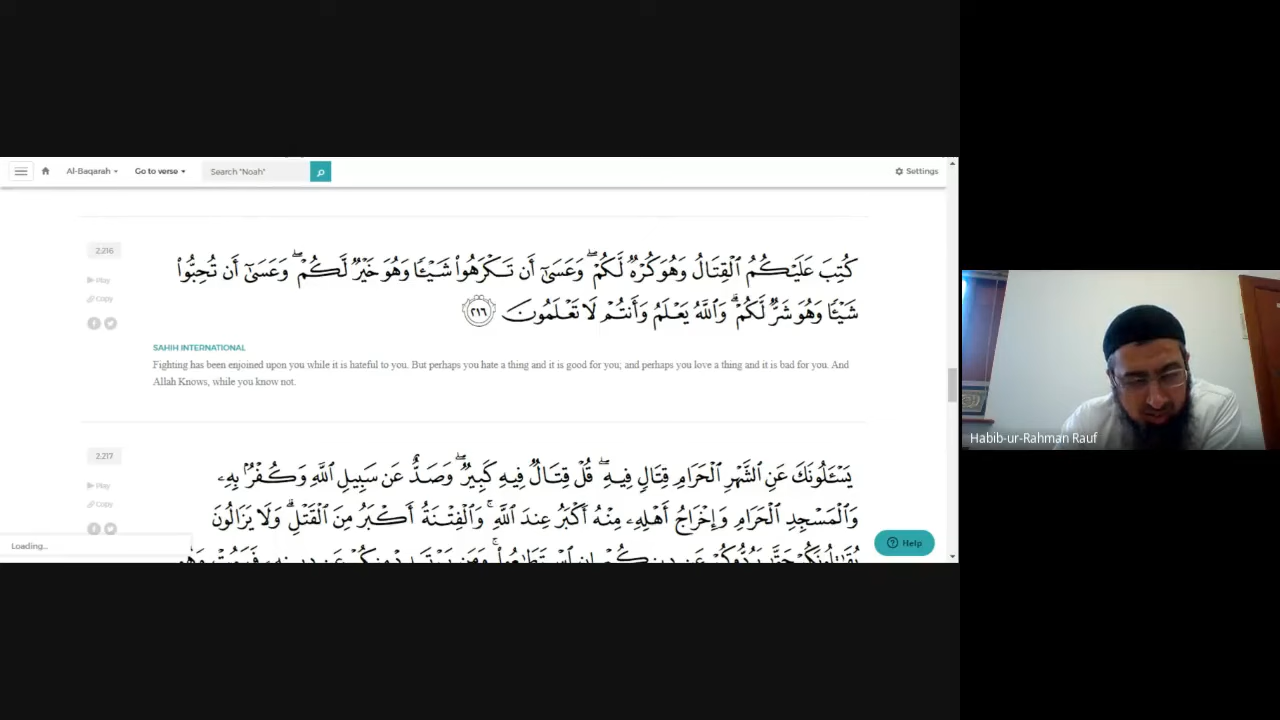 Al-Baqarah
Go to verse
Search "Noah"
Settings
2:216
كُتِبَ عَلَيْكُمُ ٱلْقِتَالُ وَهُوَ كُرْهٌ لَّكُمْ ۖ وَعَسَىٰٓ أَن تَكْرَهُوا۟ شَيْـًٔا وَهُوَ خَيْرٌ لَّكُمْ ۖ وَعَسَىٰٓ أَن تُحِبُّوا۟
Play
شَيْـًٔا وَهُوَ شَرٌّ لَّكُمْ ۗ وَٱللَّهُ يَعْلَمُ وَأَنتُمْ لَا تَعْلَمُونَ ٢١٦
Copy
SAHIH INTERNATIONAL
Fighting has been enjoined upon you while it is hateful to you. But perhaps you hate a thing and it is good for you; and perhaps you love a thing and it is bad for you. And
Allah Knows, while you know not.
2:217
يَسْـَٔلُونَكَ عَنِ ٱلشَّهْرِ ٱلْحَرَامِ قِتَالٍ فِيهِ ۖ قُلْ قِتَالٌ فِيهِ كَبِيرٌ ۖ وَصَدٌّ عَن سَبِيلِ ٱللَّهِ وَكُفْرٌۢ بِهِۦ
Play
Copy
وَٱلْمَسْجِدِ ٱلْحَرَامِ وَإِخْرَاجُ أَهْلِهِۦ مِنْهُ أَكْبَرُ عِندَ ٱللَّهِ ۚ وَٱلْفِتْنَةُ أَكْبَرُ مِنَ ٱلْقَتْلِ ۗ وَلَا يَزَالُونَ
Loading...
Help
Habib-ur-Rahman Rauf